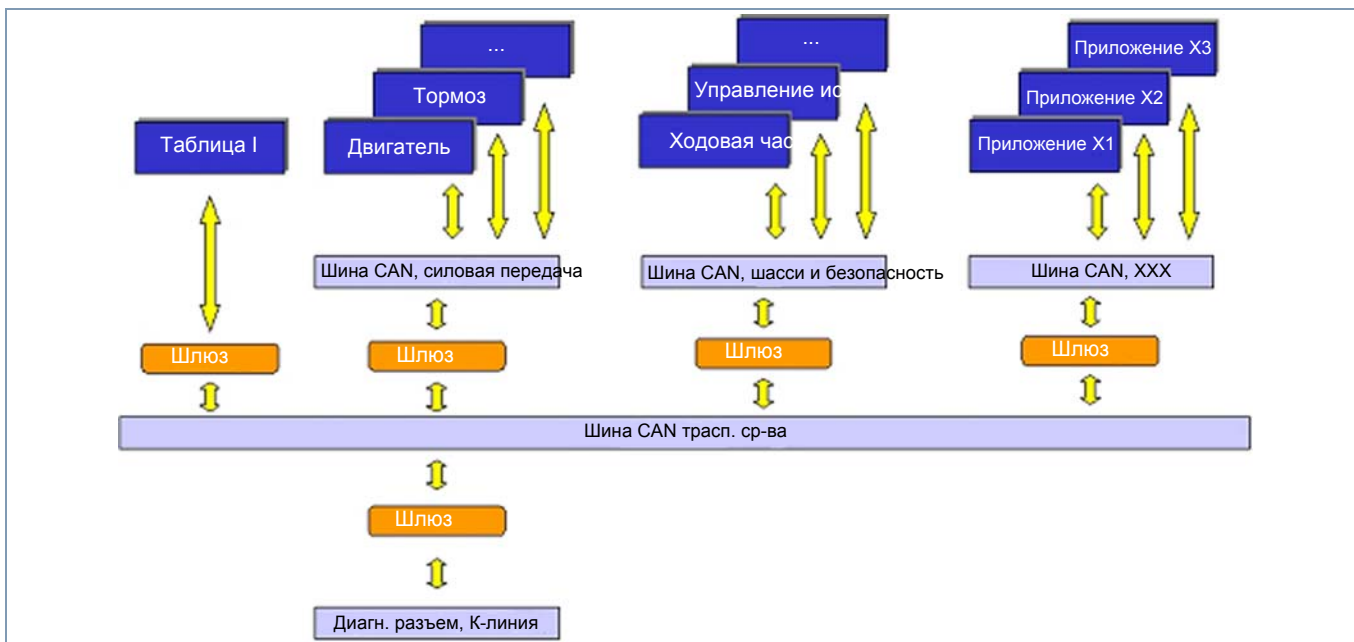 ...
...
Приложение X3
Тормоз
Управление ис
Приложение X2
Таблица I
Двигатель
Ходовая час
Приложение X1
Шина CAN, силовая передача
Шина CAN, шасси и безопасность
Шина CAN, XXX
Шлюз
Шлюз
Шлюз
Шлюз
Шина CAN трасп. ср-ва
Шлюз
Диагн. разъем, К-линия